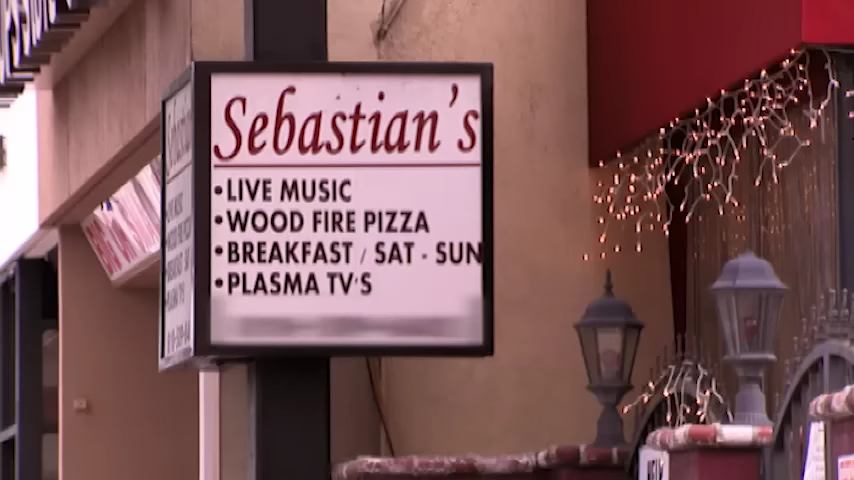 Sebastian's
•LIVE MUSIC
•WOOD FIRE PIZZA
•BREAKFAST / SAT - SUN
•PLASMA TV'S